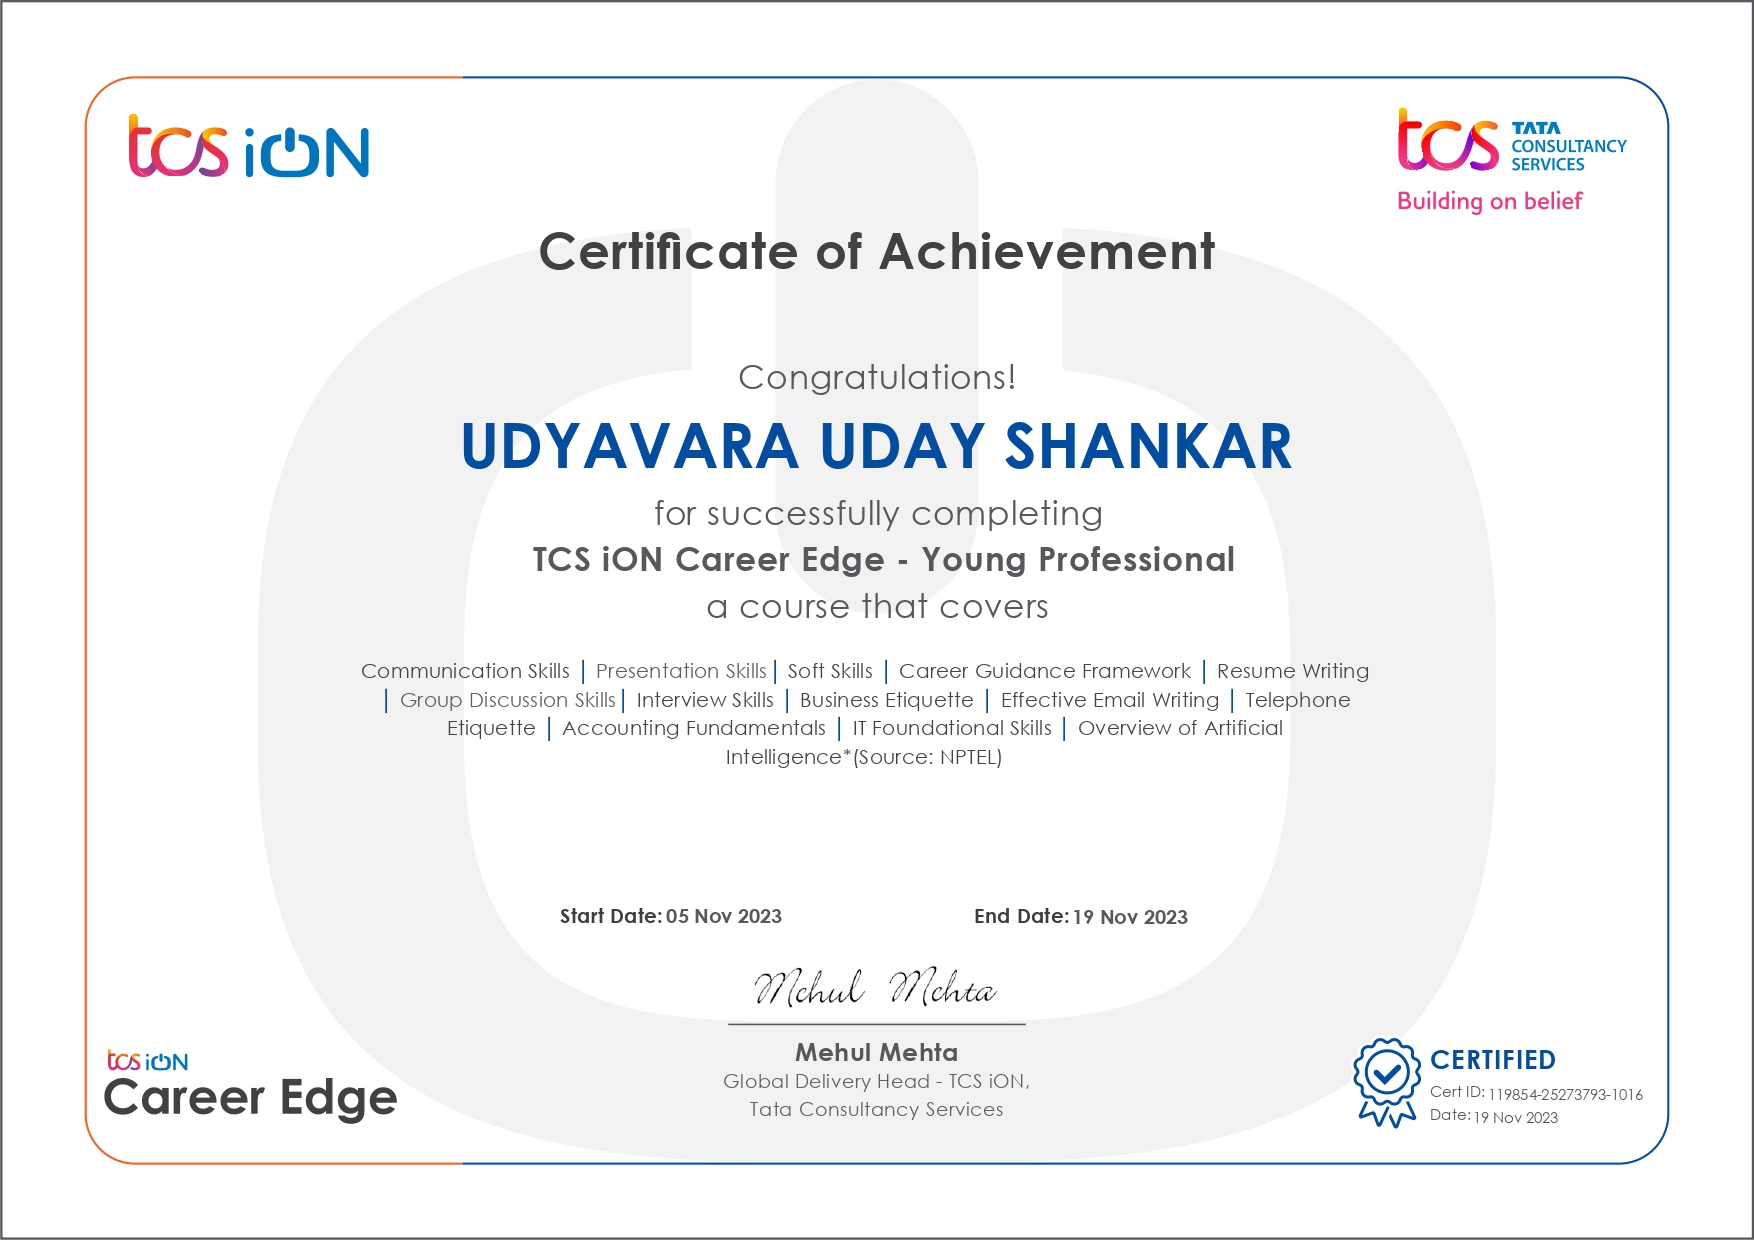 tcs iON
tcs TATA
CONSULTANCY
SERVICES
Building on belief
Certificate of Achievement
Congratulations!
UDYAVARA UDAY SHANKAR
for successfully completing
TCS iON Career Edge - Young Professional
a course that covers
Communication Skills | Presentation Skills | Soft Skills | Career Guidance Framework | Resume Writing
| Group Discussion Skills | Interview Skills | Business Etiquette | Effective Email Writing | Telephone
Etiquette | Accounting Fundamentals | IT Foundational Skills | Overview of Artificial
Intelligence*(Source: NPTEL)
Start Date: 05 Nov 2023 End Date: 19 Nov 2023
Mehul Mehta
Mehul Mehta
Global Delivery Head - TCS iON,
Tata Consultancy Services
tcs iON
Career Edge
CERTIFIED
Cert ID: 119854-25273793-1016
Date: 19 Nov 2023